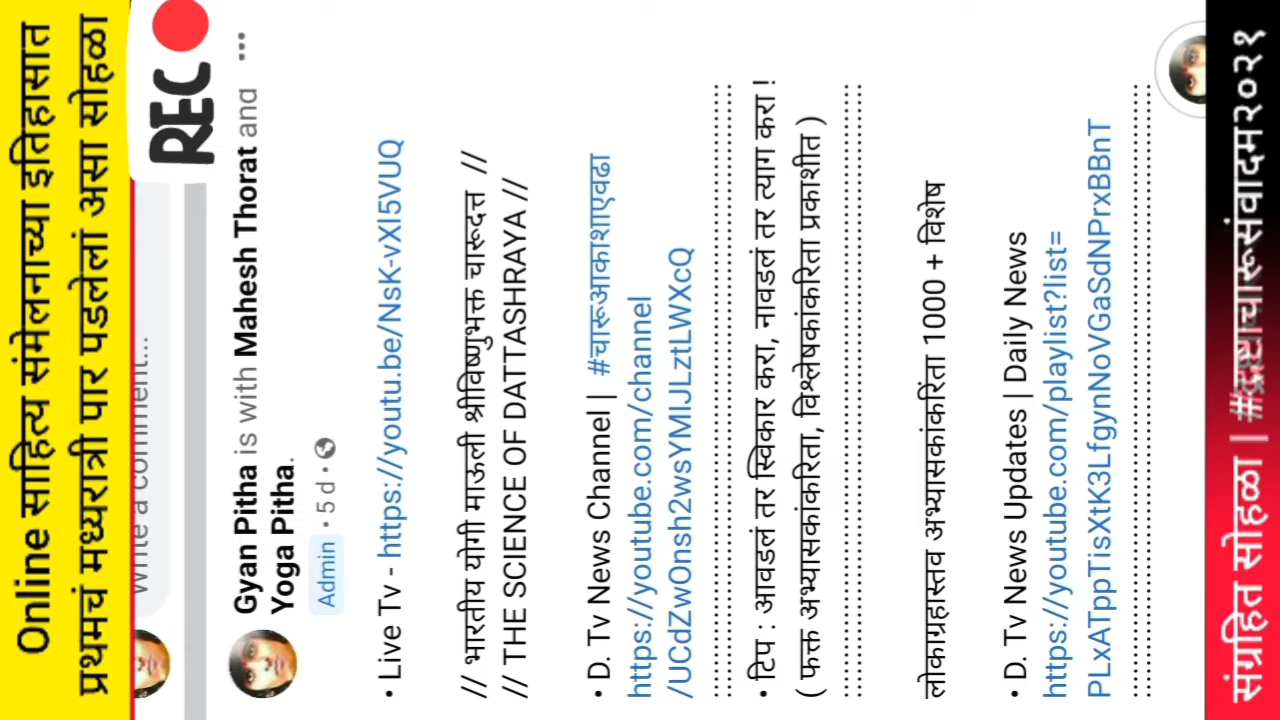 Online साहित्य संमेलनाच्या इतिहासात
प्रथमचं मध्यरात्री पार पडलेलां असा सोहळा
REC
Write a comment...
Gyan Pitha is with Mahesh Thorat and
Yoga Pitha.
Admin • 5 d •
• Live Tv - https://youtu.be/NsK-vXl5VUQ
// भारतीय योगी माऊली श्रीविष्णुभक्त चारूदत्त //
// THE SCIENCE OF DATTASHRAYA //
• D. Tv News Channel | #चारूआकाशाएवढा
https://youtube.com/channel
/UCdZwOnsh2wsYMIJLztLWXcQ
• टिप : आवडलं तर स्विकार करा, नावडलं तर त्याग करा !
( फक्त अभ्यासकांकरिता, विश्लेषकांकरिता प्रकाशीत )
लोकाग्रहास्तव अभ्यासकांकरिता 1000 + विशेष
• D. Tv News Updates | Daily News
https://youtube.com/playlist?list=
PLxATppTisXtK3LfgynNoVGaSdNPrxBBnT
संग्रहित सोहळा